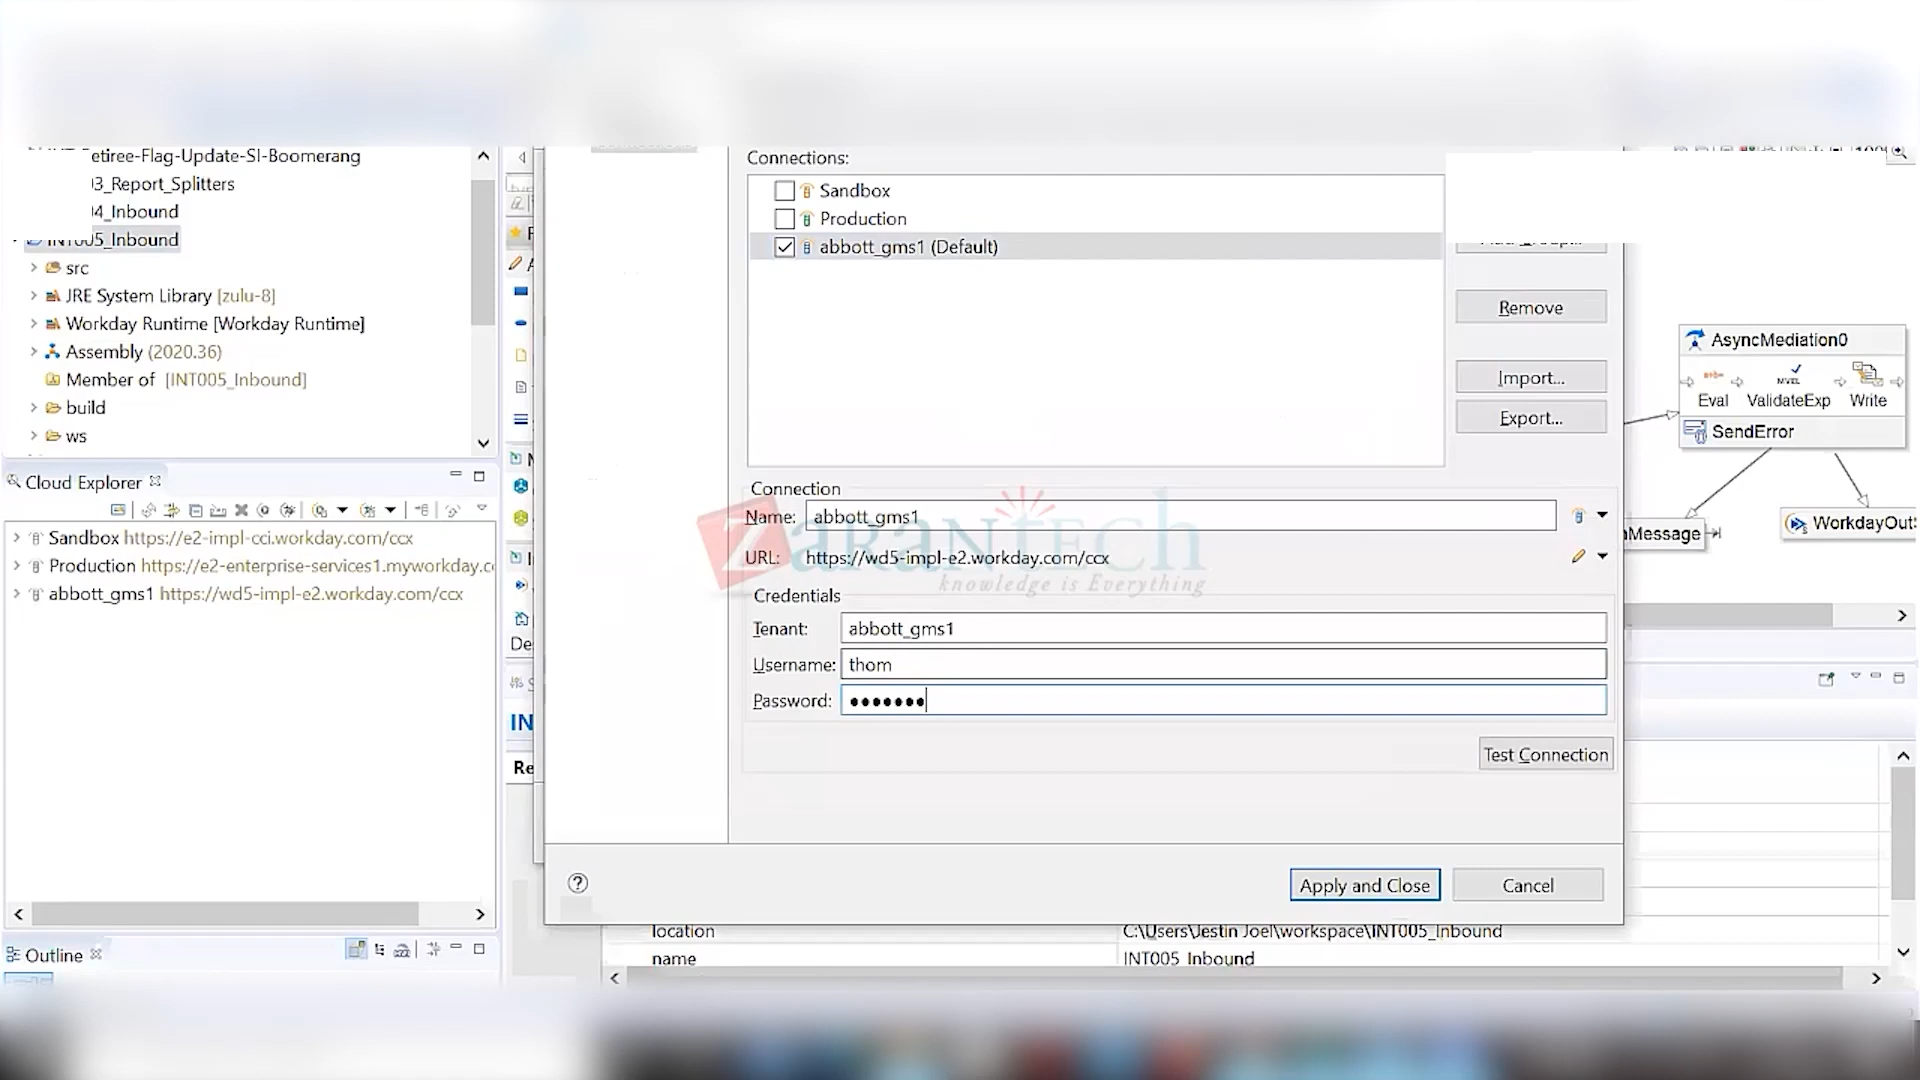 etiree-Flag-Update-SI-Boomerang
03_Report_Splitters
04_Inbound
INT005_Inbound
src
JRE System Library [zulu-8]
Workday Runtime [Workday Runtime]
Assembly (2020.36)
Member of [INT005_Inbound]
build
ws
Cloud Explorer
Sandbox https://e2-impl-cci.workday.com/ccx
Production https://e2-enterprise-services1.myworkday.c
abbott_gms1 https://wd5-impl-e2.workday.com/ccx
Outline
IN
Re
De
Connections:
Sandbox
Production
abbott_gms1 (Default)
Remove
Import...
Export...
Connection
Name: abbott_gms1
URL: https://wd5-impl-e2.workday.com/ccx
Credentials
Tenant: abbott_gms1
Username: thom
Password: •••••••
Test Connection
Apply and Close
Cancel
ZARANTECH
knowledge is Everything
AsyncMediation0
Eval ValidateExp Write
SendError
Message
WorkdayOut
location C:\Users\Jestin Joel\workspace\INT005_Inbound
name INT005_Inbound